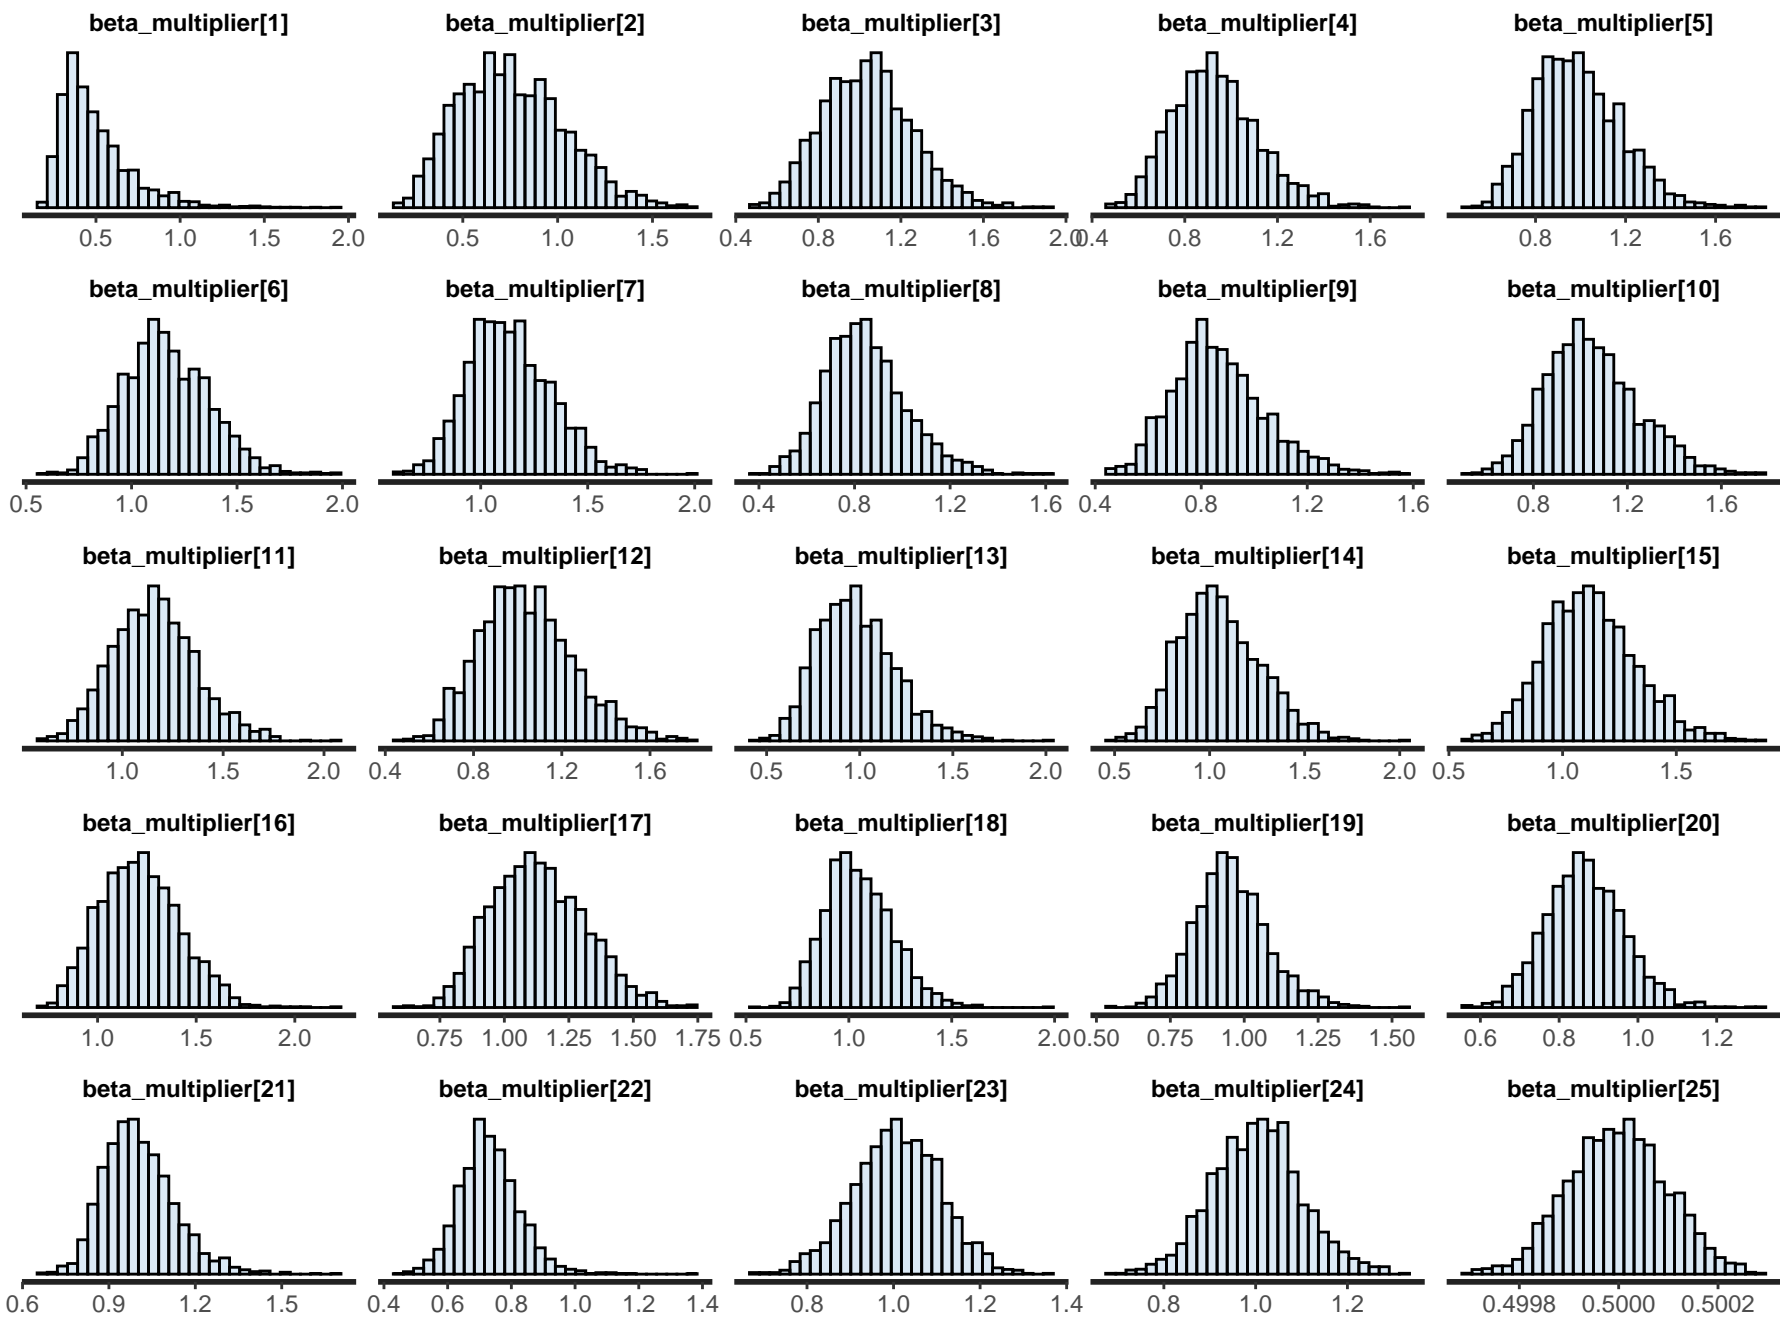 beta_multiplier[1] beta_multiplier[2] beta_multiplier[3] beta_multiplier[4] beta_multiplier[5]
0.5 1.0 1.5 2.0 0.5 1.0 1.5 0.4 0.8 1.2 1.6 2.0 0.4 0.8 1.2 1.6 0.8 1.2 1.6
beta_multiplier[6] beta_multiplier[7] beta_multiplier[8] beta_multiplier[9] beta_multiplier[10]
0.5 1.0 1.5 2.0 1.0 1.5 2.0 0.4 0.8 1.2 1.6 0.4 0.8 1.2 1.6 0.8 1.2 1.6
beta_multiplier[11] beta_multiplier[12] beta_multiplier[13] beta_multiplier[14] beta_multiplier[15]
1.0 1.5 2.0 0.4 0.8 1.2 1.6 0.5 1.0 1.5 2.0 0.5 1.0 1.5 2.0 0.5 1.0 1.5
beta_multiplier[16] beta_multiplier[17] beta_multiplier[18] beta_multiplier[19] beta_multiplier[20]
1.0 1.5 2.0 0.75 1.00 1.25 1.50 1.75 0.5 1.0 1.5 2.0 0.50 0.75 1.00 1.25 1.50 0.6 0.8 1.0 1.2
beta_multiplier[21] beta_multiplier[22] beta_multiplier[23] beta_multiplier[24] beta_multiplier[25]
0.6 0.9 1.2 1.5 0.4 0.6 0.8 1.0 1.2 1.4 0.8 1.0 1.2 1.4 0.8 1.0 1.2 0.4998 0.5000 0.5002